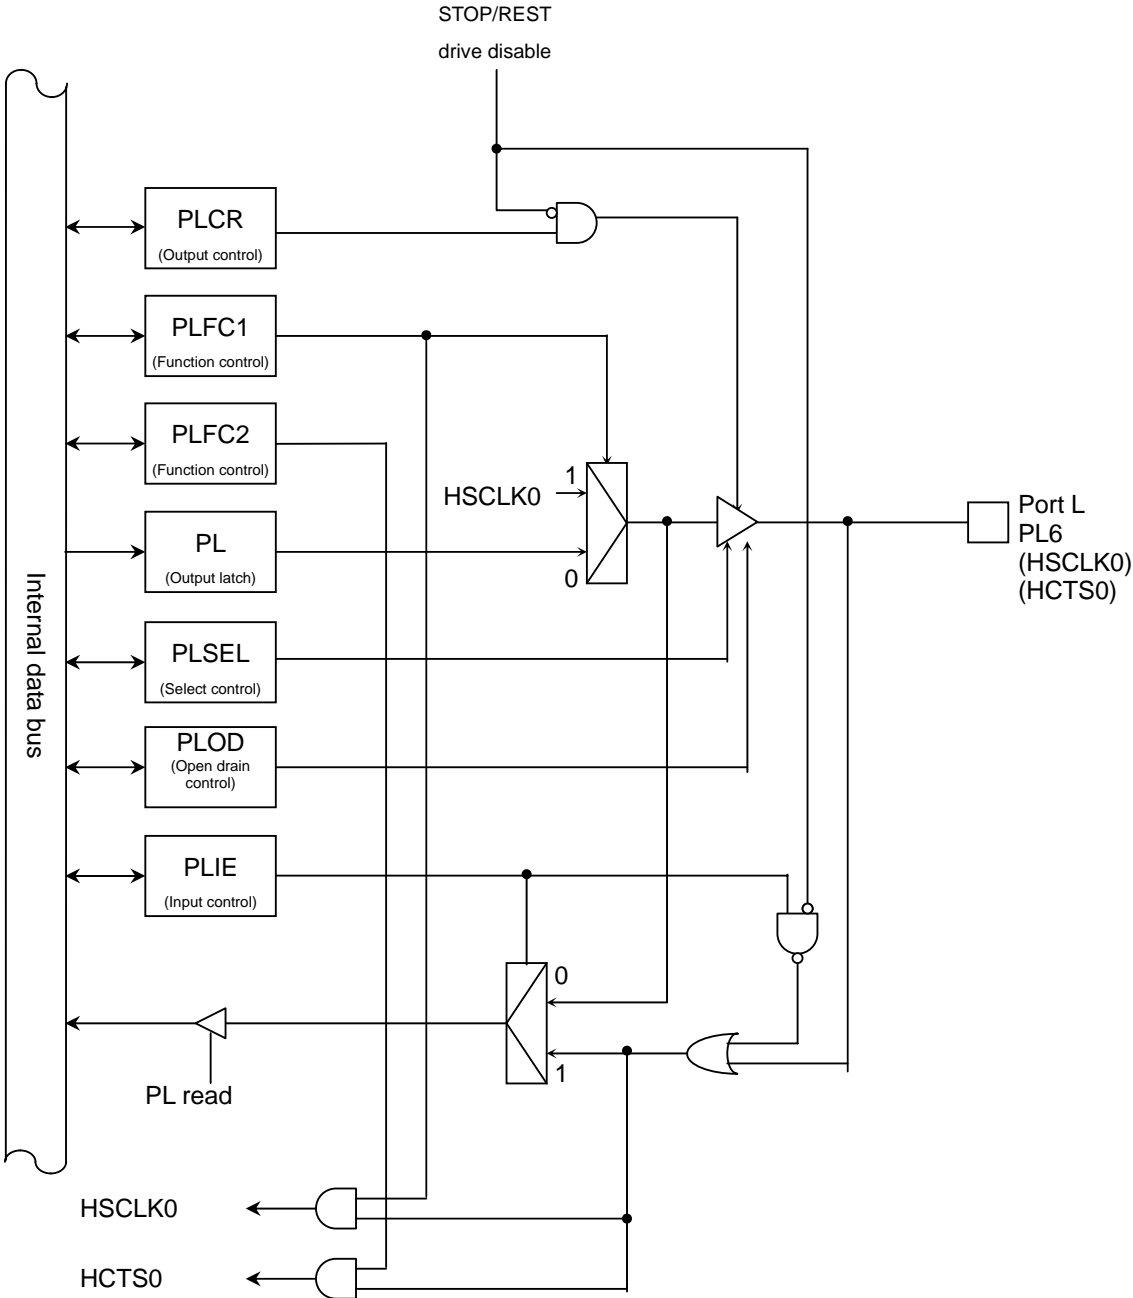 STOP/REST
drive disable
PLCR
(Output control)
PLFC1
(Function control)
PLFC2
(Function control)
1
HSCLK0
Port L
PL6
(HSCLK0)
(HCTS0)
PL
(Output latch)
0
Internal data bus
PLSEL
(Select control)
PLOD
(Open drain
control)
PLIE
(Input control)
0
1
PL read
HSCLK0
HCTS0